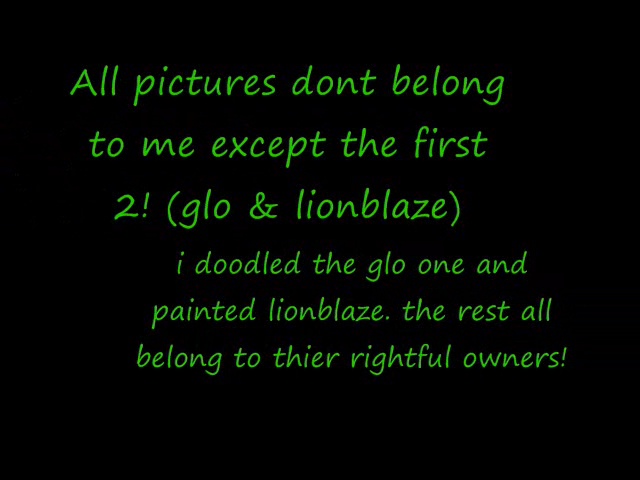 All pictures dont belong
to me except the first
2! (glo & lionblaze)
i doodled the glo one and
painted lionblaze. the rest all
belong to thier rightful owners!